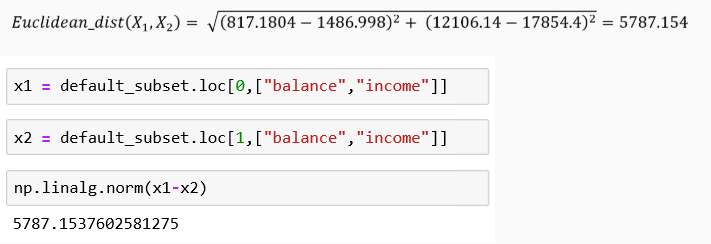 Euclidean_dist(X₁, X₂) = √(817.1804 − 1486.998)² + (12106.14 − 17854.4)² = 5787.154
x1 = default_subset.loc[0,["balance","income"]]
x2 = default_subset.loc[1,["balance","income"]]
np.linalg.norm(x1-x2)
5787.1537602581275